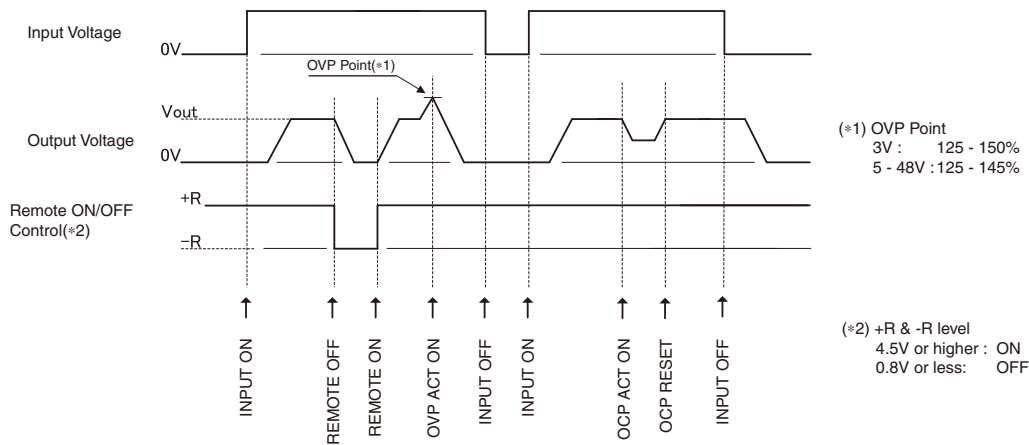 Input Voltage
0V
OVP Point(*1)
Vout
Output Voltage
0V
(*1) OVP Point
3V : 125 - 150%
5 - 48V : 125 - 145%
+R
Remote ON/OFF
Control(*2)
-R
INPUT ON
REMOTE OFF
REMOTE ON
OVP ACT ON
INPUT OFF
INPUT ON
OCP ACT ON
OCP RESET
INPUT OFF
(*2) +R & -R level
4.5V or higher : ON
0.8V or less: OFF